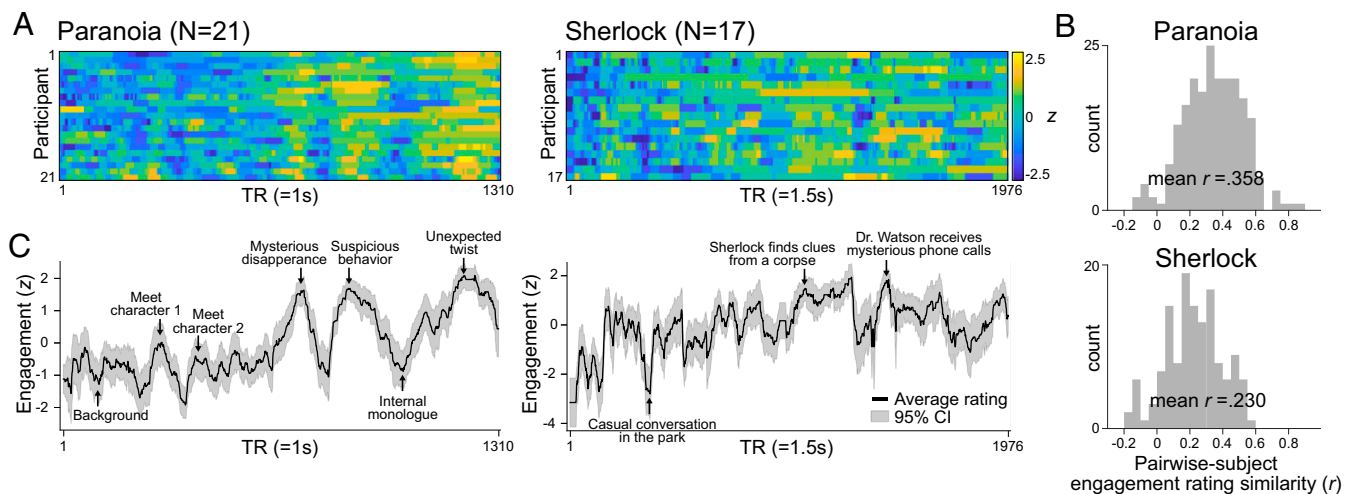 A
Paranoia (N=21)
Participant
1
21
1
TR (=1s)
1310
Sherlock (N=17)
Participant
1
17
1
TR (=1.5s)
1976
2.5
0
-2.5
z
B
Paranoia
25
0
count
mean r =.358
-0.2 0 0.2 0.4 0.6 0.8
Sherlock
20
0
count
mean r =.230
-0.2 0 0.2 0.4 0.6 0.8
Pairwise-subject
engagement rating similarity (r)
C
Engagement (z)
2
1
0
-1
-2
Background
Meet
character 1
Meet
character 2
Mysterious
disapperance
Suspicious
behavior
Internal
monologue
Unexpected
twist
1
TR (=1s)
1310
Engagement (z)
2
0
-2
-4
Casual conversation
in the park
Sherlock finds clues
from a corpse
Dr. Watson receives
mysterious phone calls
Average rating
95% CI
1
TR (=1.5s)
1976